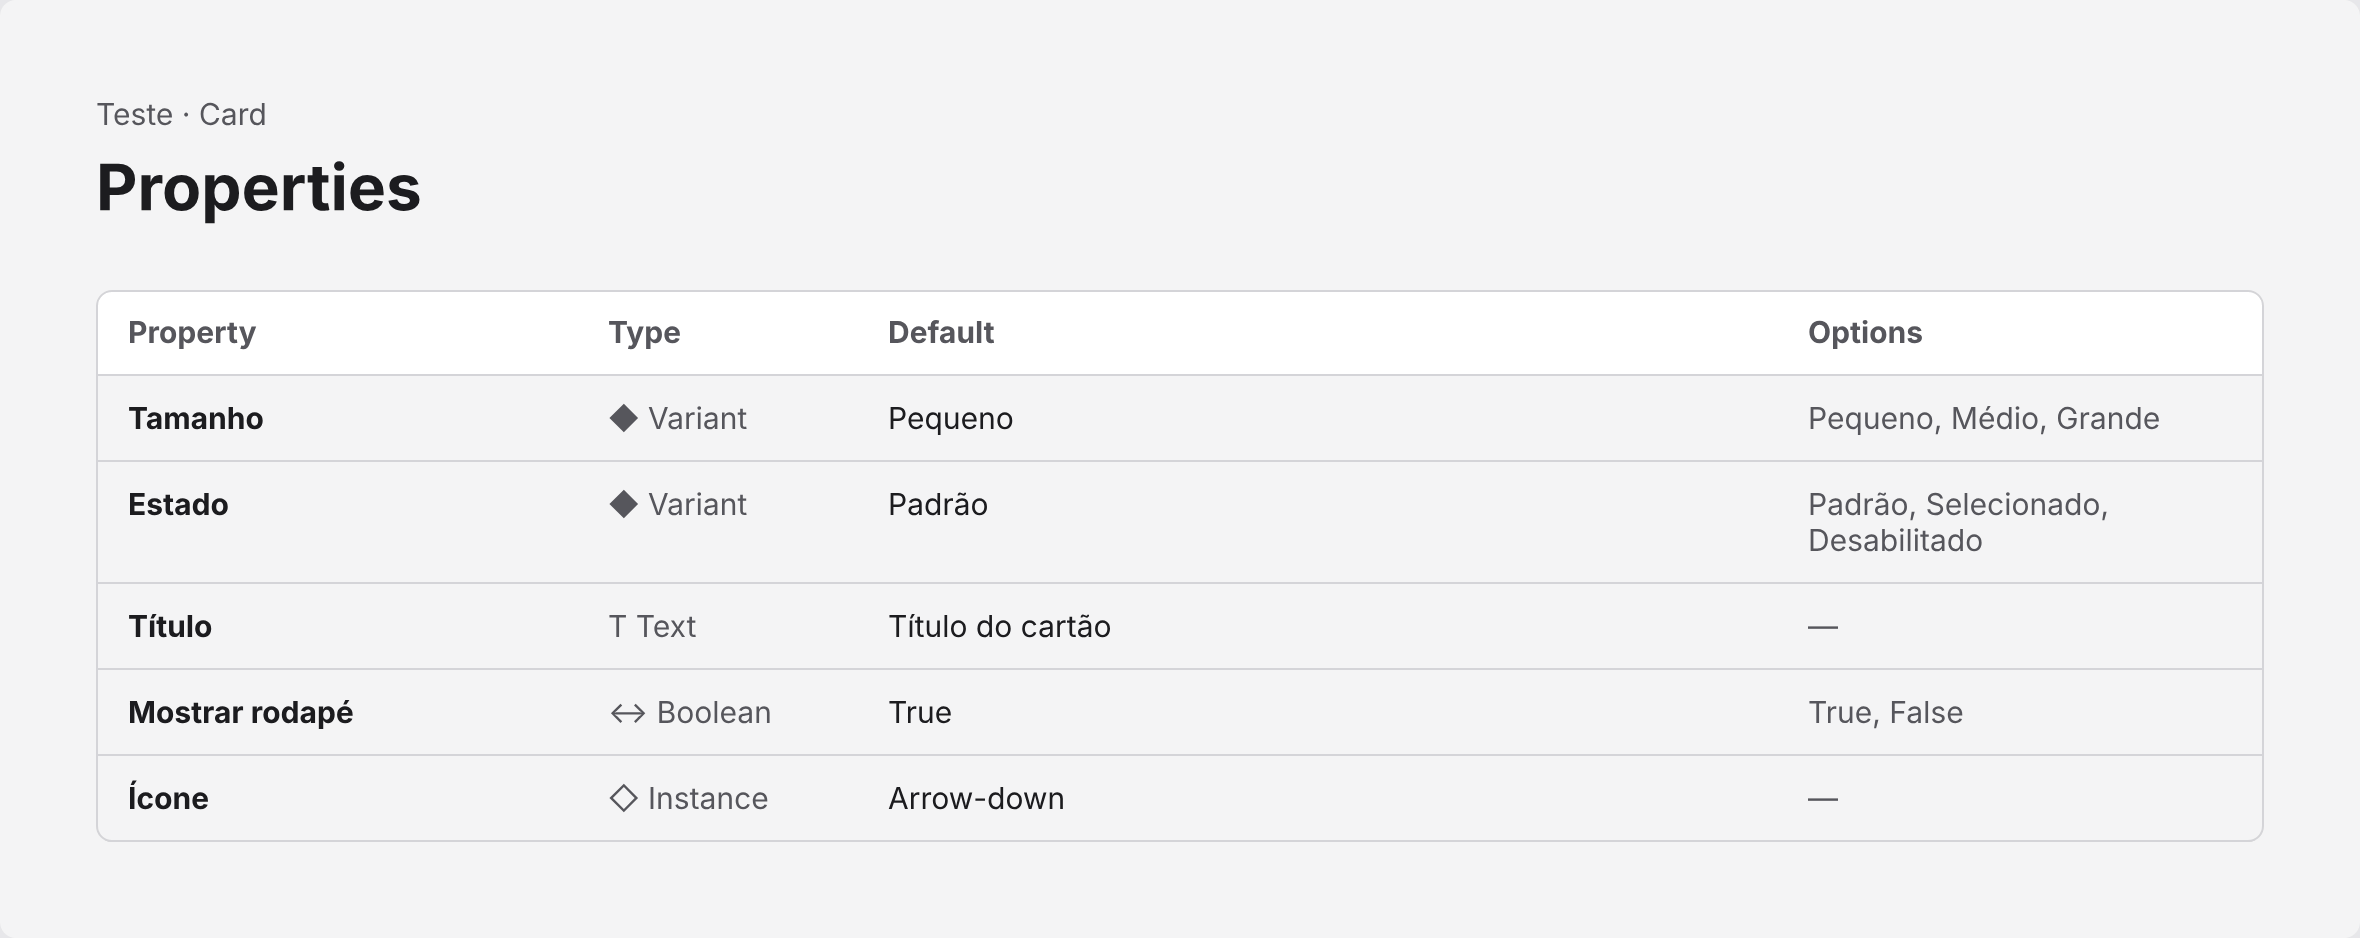 Teste · Card
Properties
Property Type Default Options
Tamanho ◆ Variant Pequeno Pequeno, Médio, Grande
Estado ◆ Variant Padrão Padrão, Selecionado,
Desabilitado
Título T Text Título do cartão —
Mostrar rodapé ↔ Boolean True True, False
Ícone ◇ Instance Arrow-down —